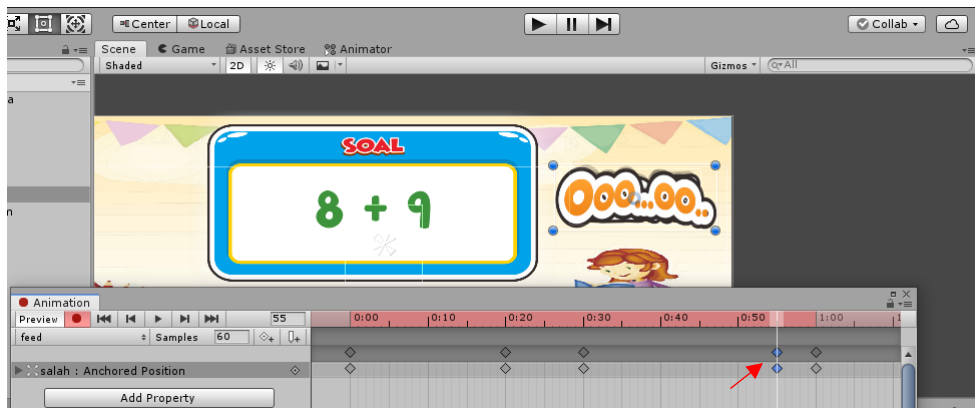 Center Local Collab
Scene Game Asset Store Animator
Shaded 2D Gizmos All
a
SOAL
8 + 9
OOO...OO..
n
Animation
Preview 55 0:00 0:10 0:20 0:30 0:40 0:50 1:00 1
feed Samples 60
salah : Anchored Position
Add Property